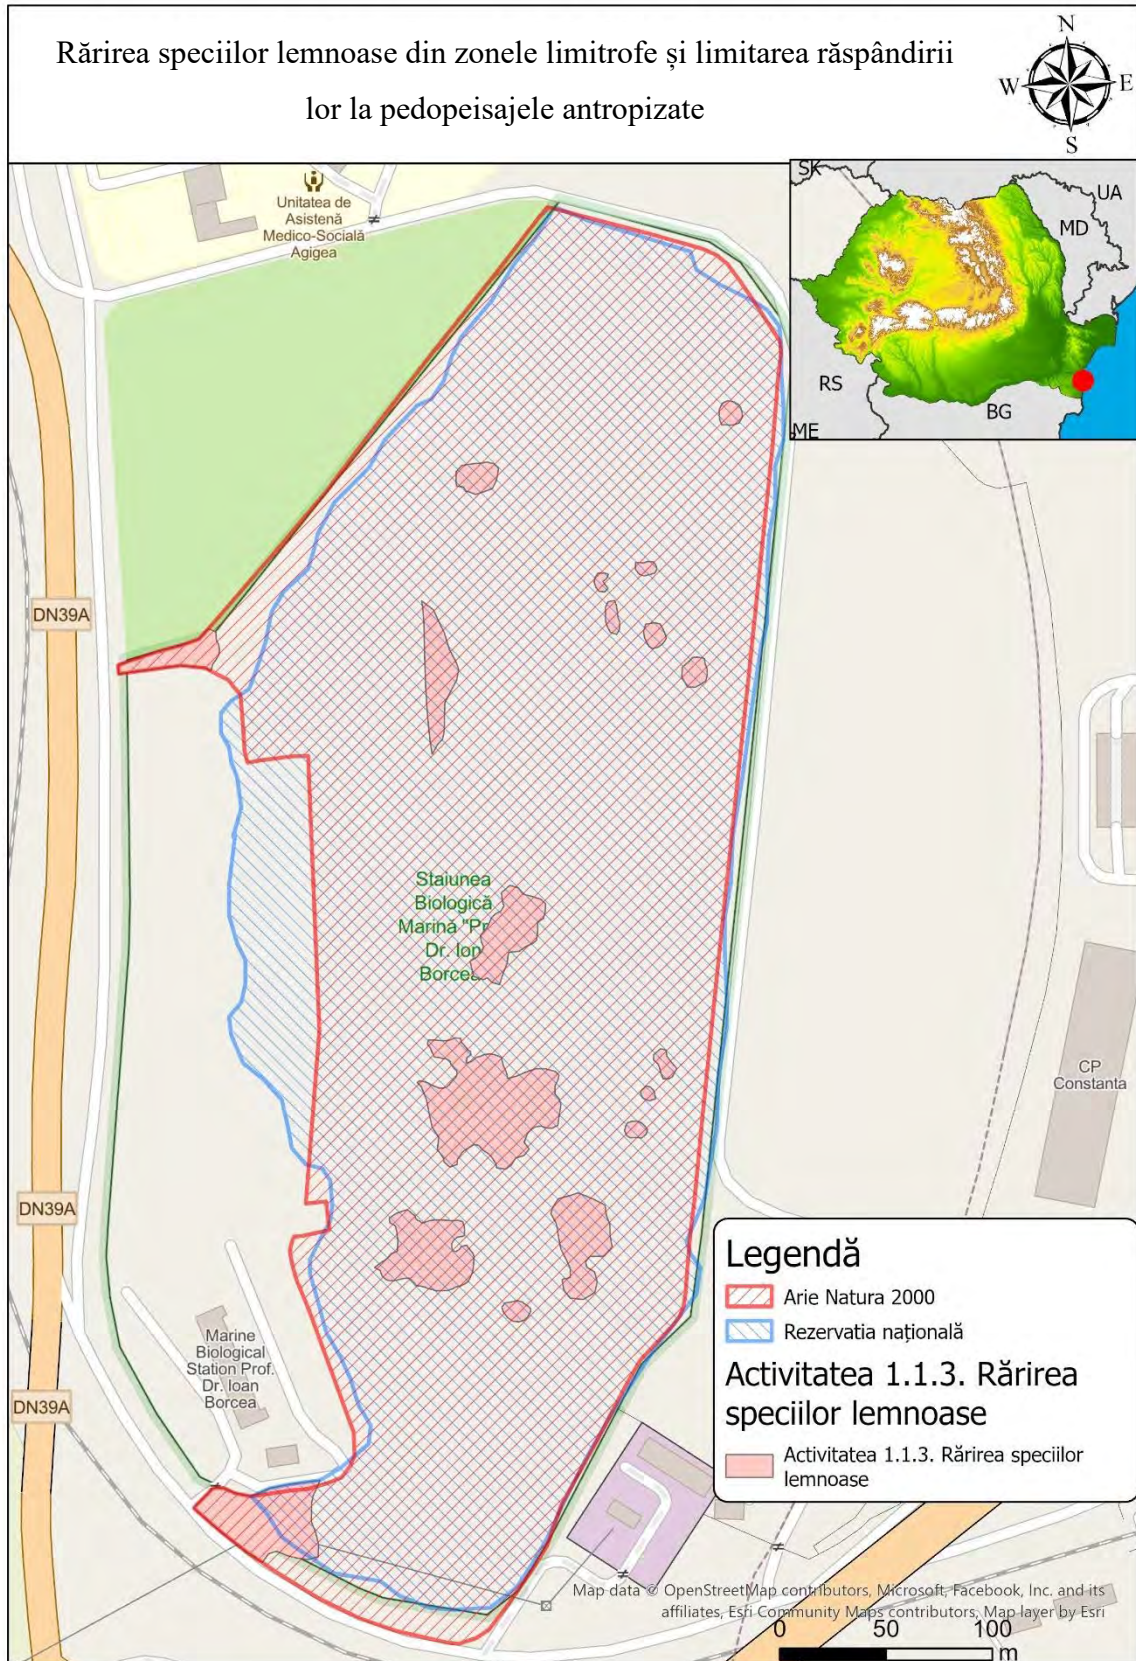 Rărirea speciilor lemnoase din zonele limitrofe și limitarea răspândirii
lor la pedopeisajele antropizate
N
W
E
S
SK
UA
MD
RS
BG
ME
Unitatea de
Asistenă
Medico-Socială
Agigea
DN39A
Staiunea
Biologică
Marină "Pr
Dr. Ion
Borcea
CP
Constanta
DN39A
Marine
Biological
Station Prof.
Dr. Ioan
Borcea
DN39A
Legendă
Arie Natura 2000
Rezervatia națională
Activitatea 1.1.3. Rărirea
speciilor lemnoase
Activitatea 1.1.3. Rărirea speciilor
lemnoase
Map data © OpenStreetMap contributors, Microsoft, Facebook, Inc. and its
affiliates, Esri Community Maps contributors, Map layer by Esri
0 50 100
m